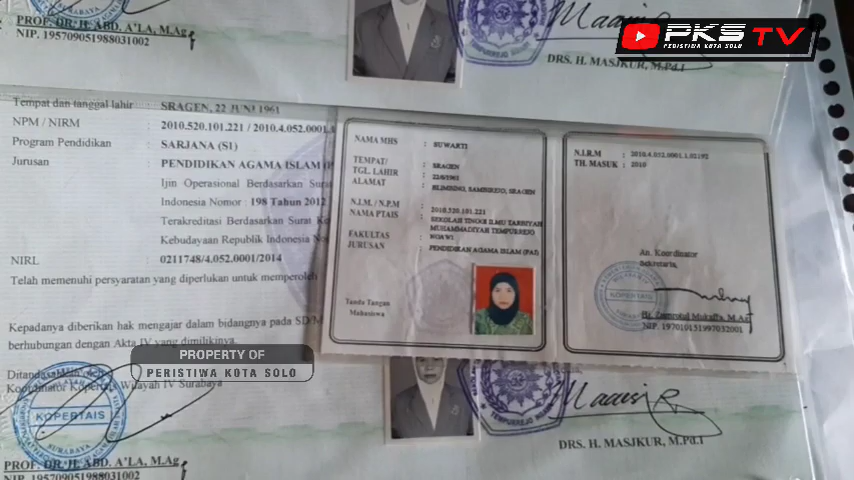 PKS TV
PERISTIWA KOTA SOLO
PROF. DR. H. ABD. A'LA, M.Ag
NIP. 195709051988031002
DRS. H. MASJKUR, M.Pd.I
Tempat dan tanggal lahir : SRAGEN, 22 JUNI 1961
NPM / NIRM : 2010.520.101.221 / 2010.4.052.0001.
Program Pendidikan : SARJANA (S1)
Jurusan : PENDIDIKAN AGAMA ISLAM
Ijin Operasional Berdasarkan Surat
Indonesia Nomor : 198 Tahun 2012
Terakreditasi Berdasarkan Surat
Kebudayaan Republik Indonesia
NIRL : 0211748/4.052.0001/2014
Telah memenuhi persyaratan yang diperlukan untuk memperoleh
Kepadanya diberikan hak mengajar dalam bidangnya pada
berhubungan dengan Akta IV yang dimilikinya.
Koordinator Wilayah IV Surabaya
KOPERTAIS
SURABAYA
PROF. DR. H. ABD. A'LA, M.Ag
NIP. 195709051988031002
NAMA MHS : SUWARTI
TEMPAT/ : SRAGEN
TGL. LAHIR : 22/6/1961
ALAMAT : BLIMBING, SAMBIREJO, SRAGEN
N.I.M. / N.P.M : 2010.520.101.221
NAMA PTAIS : SEKOLAH TINGGI ILMU TARBIYAH
MUHAMMADIYAH TEMPURREJO
FAKULTAS : NGAWI
JURUSAN : PENDIDIKAN AGAMA ISLAM (PAI)
Tanda Tangan
Mahasiswa
N.I.R.M : 2010.4.052.0001.1.02192
TH. MASUK : 2010
An. Koordinator
Sekretaris,
KOPERTAIS
M.Ag
NIP. 197019151997032001
DRS. H. MASJKUR, M.Pd.I
PROPERTY OF
PERISTIWA KOTA SOLO